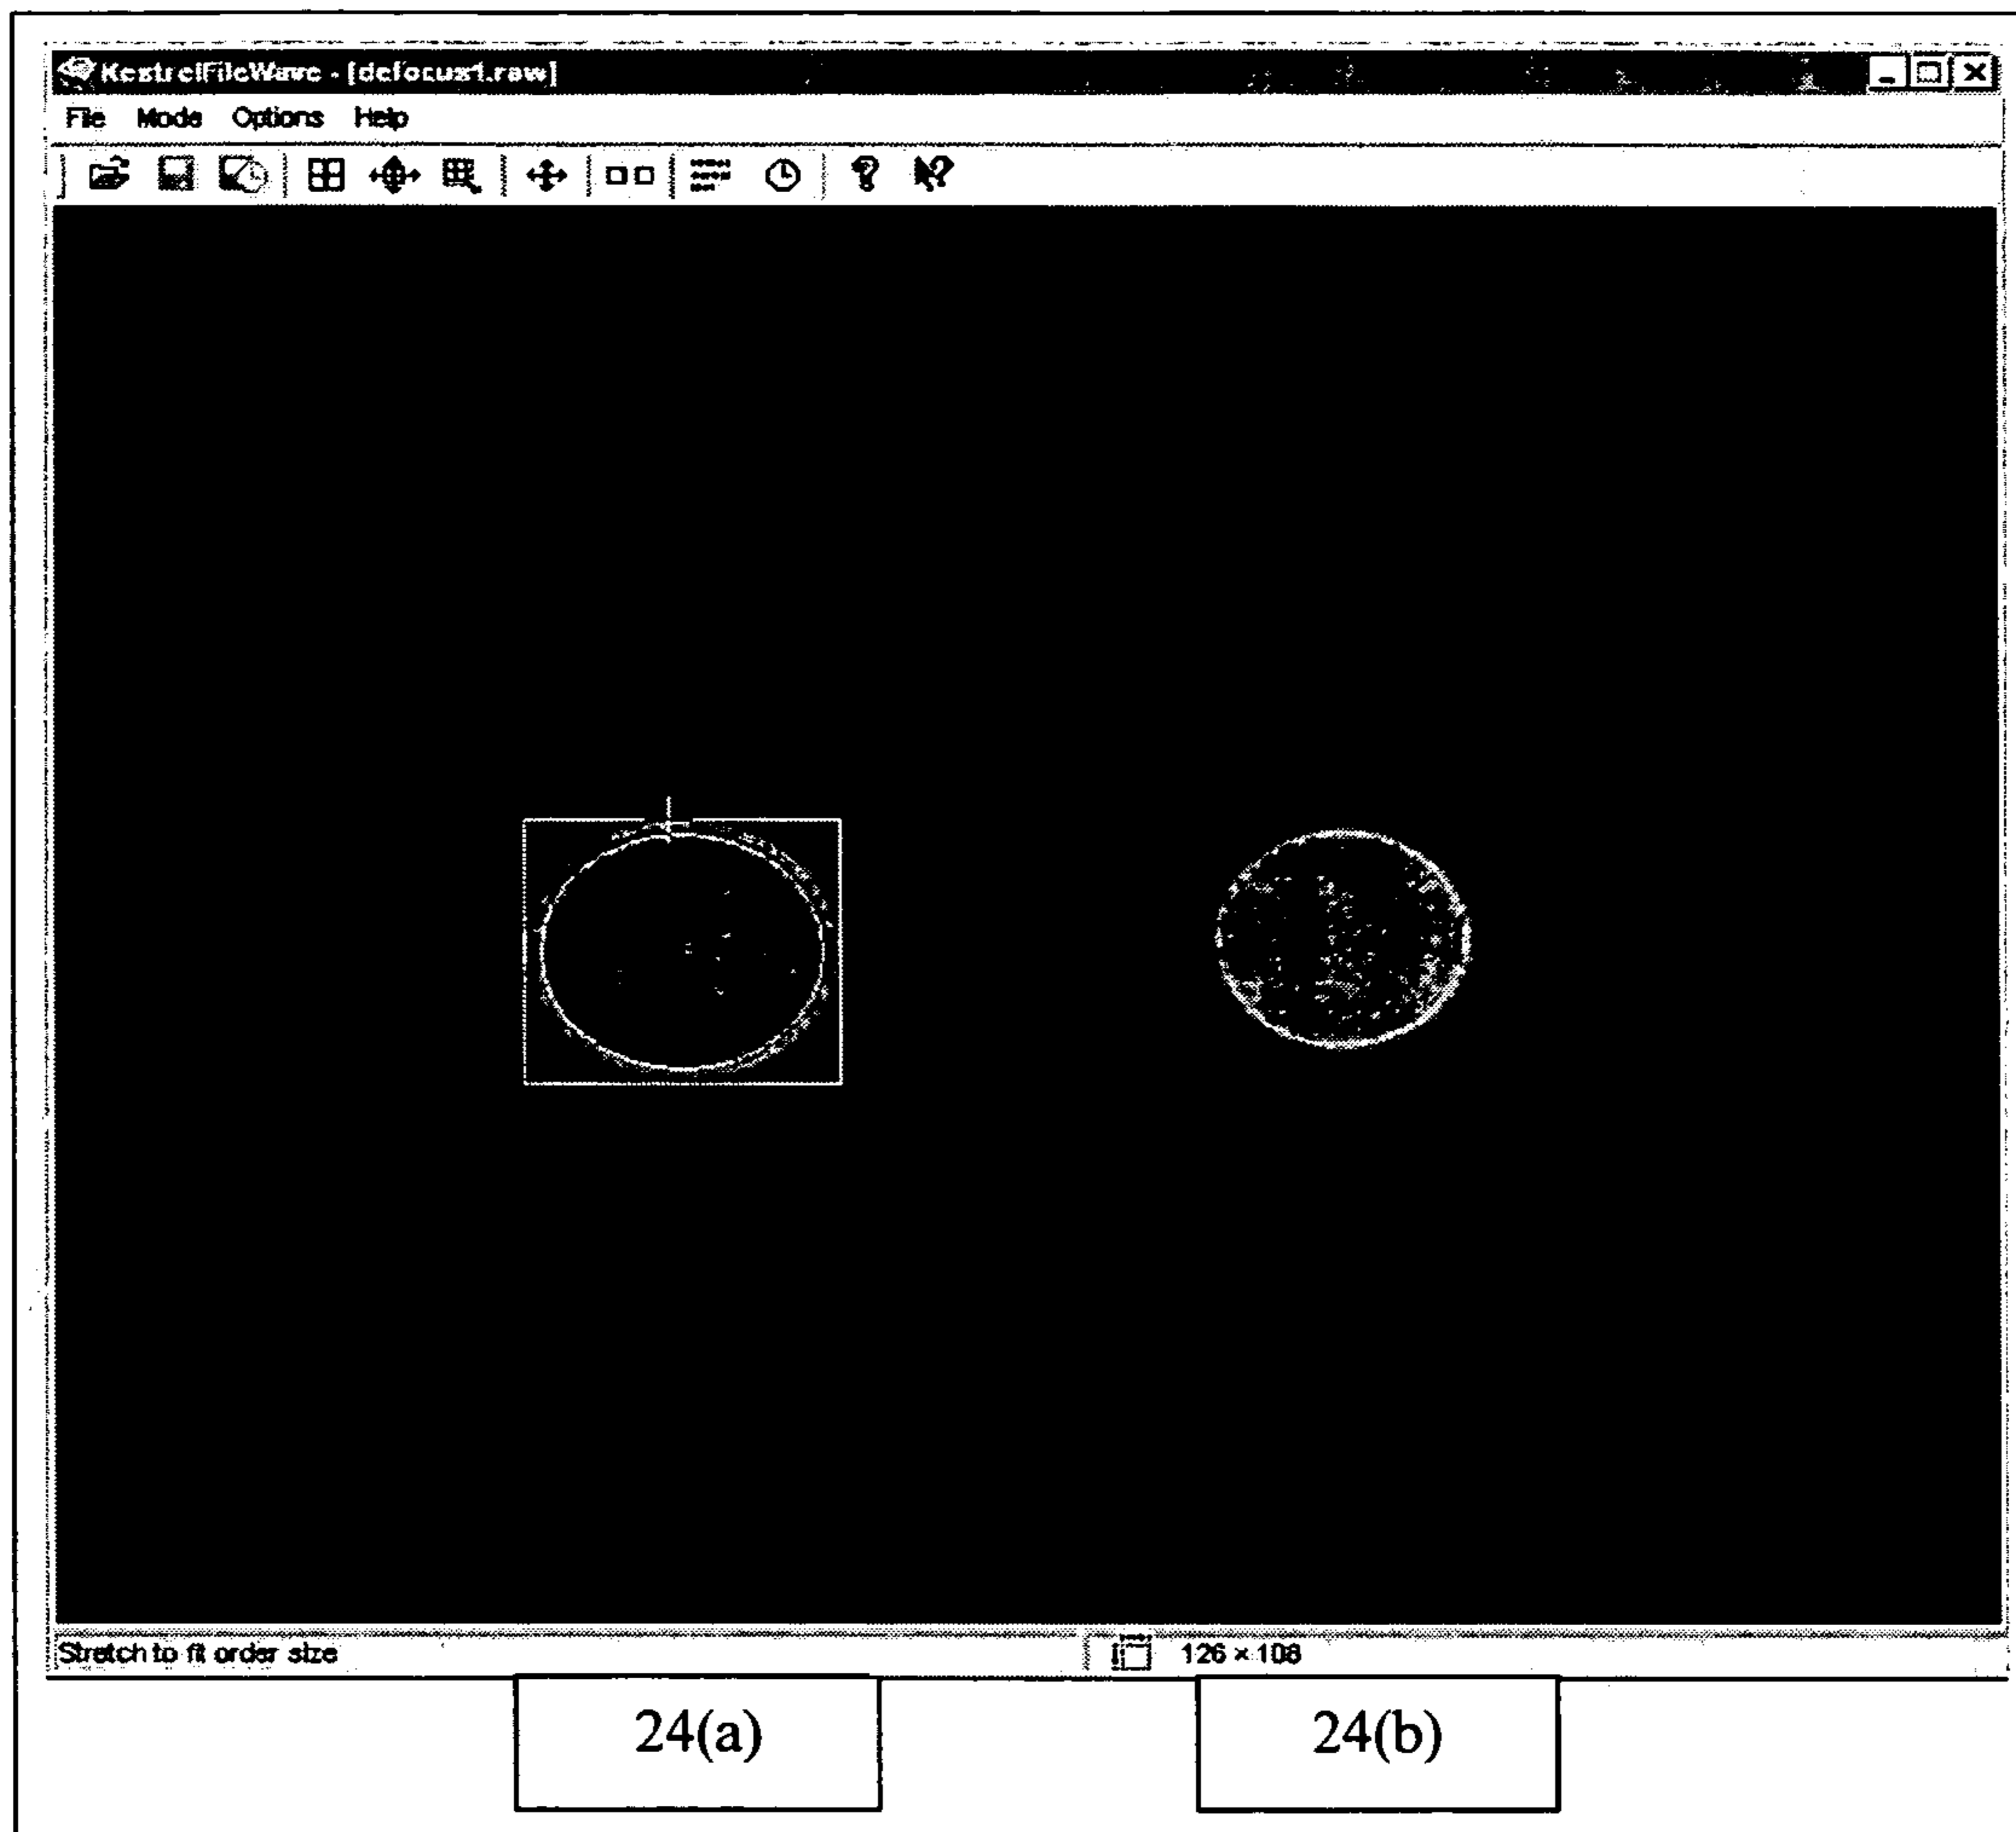 KestrelFileWave - [defocus1.raw]
File Mode Options Help
Stretch to fit order size 126 × 108
24(a) 24(b)